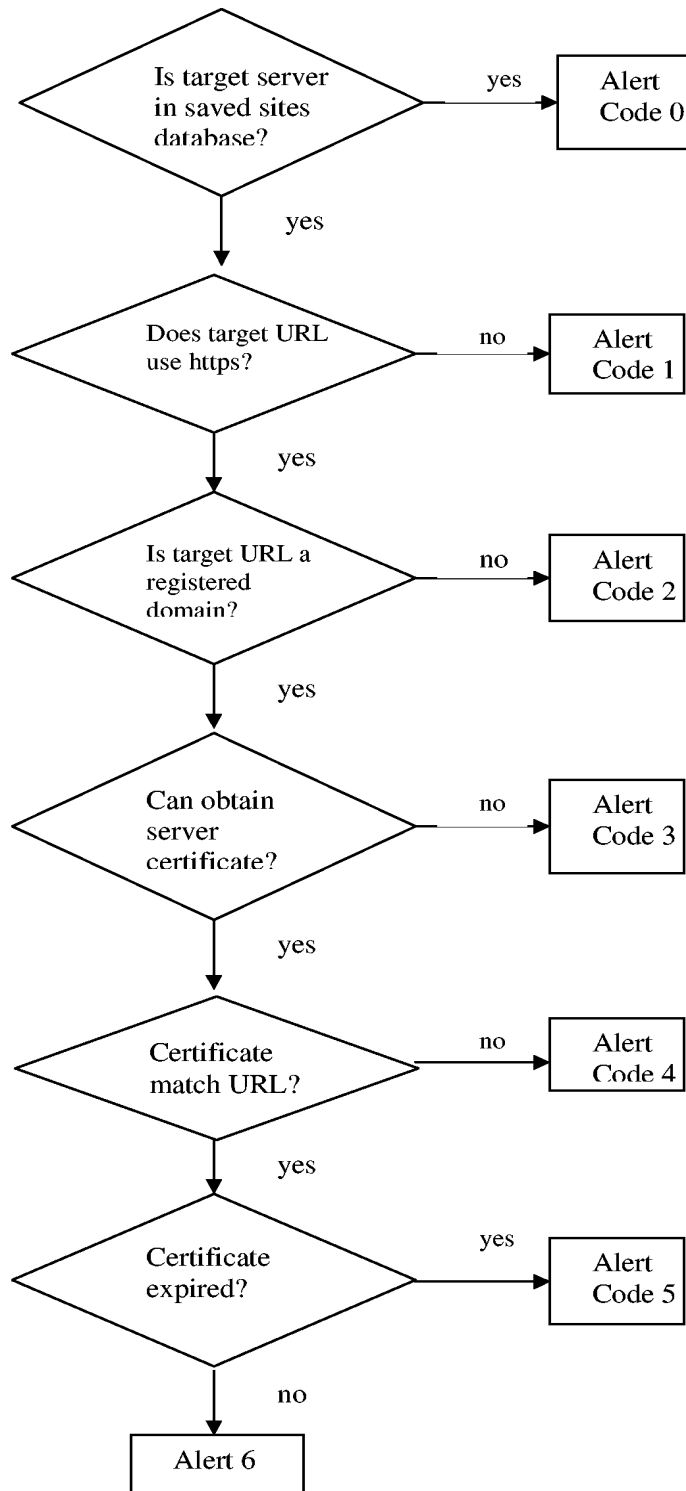 Is target server
in saved sites
database?
yes
Alert
Code 0
yes
Does target URL
use https?
no
Alert
Code 1
yes
Is target URL a
registered
domain?
no
Alert
Code 2
yes
Can obtain
server
certificate?
no
Alert
Code 3
yes
Certificate
match URL?
no
Alert
Code 4
yes
Certificate
expired?
yes
Alert
Code 5
no
Alert 6